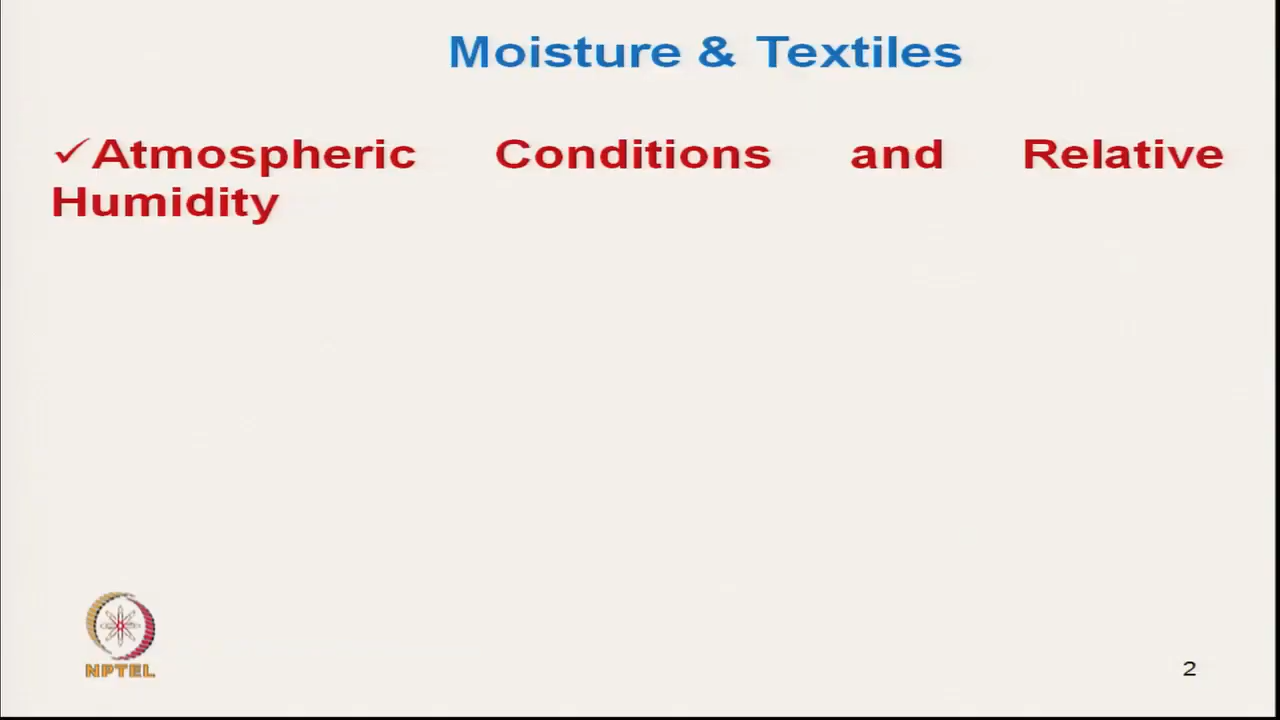 Moisture & Textiles
✓Atmospheric Conditions and Relative
Humidity
NPTEL
2